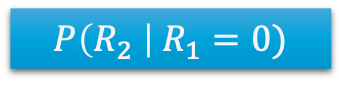 P(R₂ | R₁ = 0)